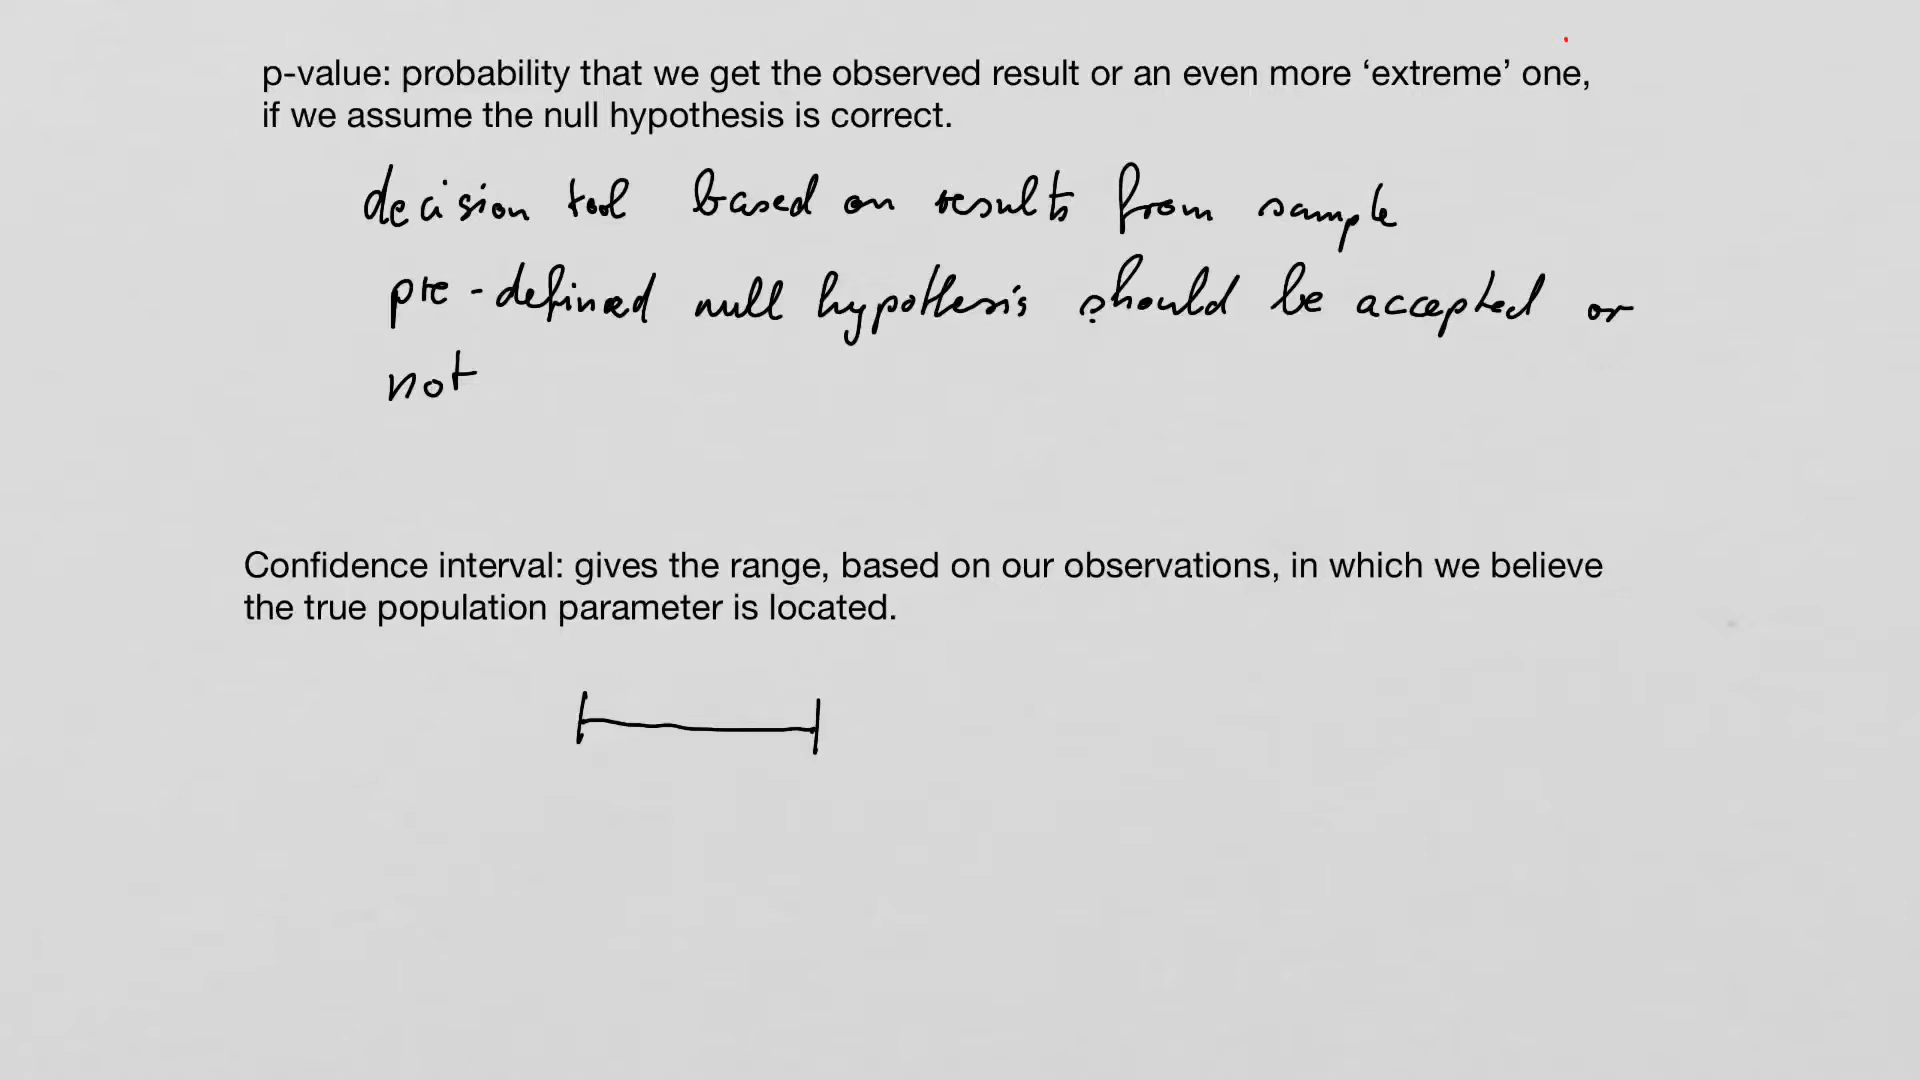 p-value: probability that we get the observed result or an even more ‘extreme’ one,
if we assume the null hypothesis is correct.
decision tool based on results from sample
pre-defined null hypothesis should be accepted or
not
Confidence interval: gives the range, based on our observations, in which we believe
the true population parameter is located.